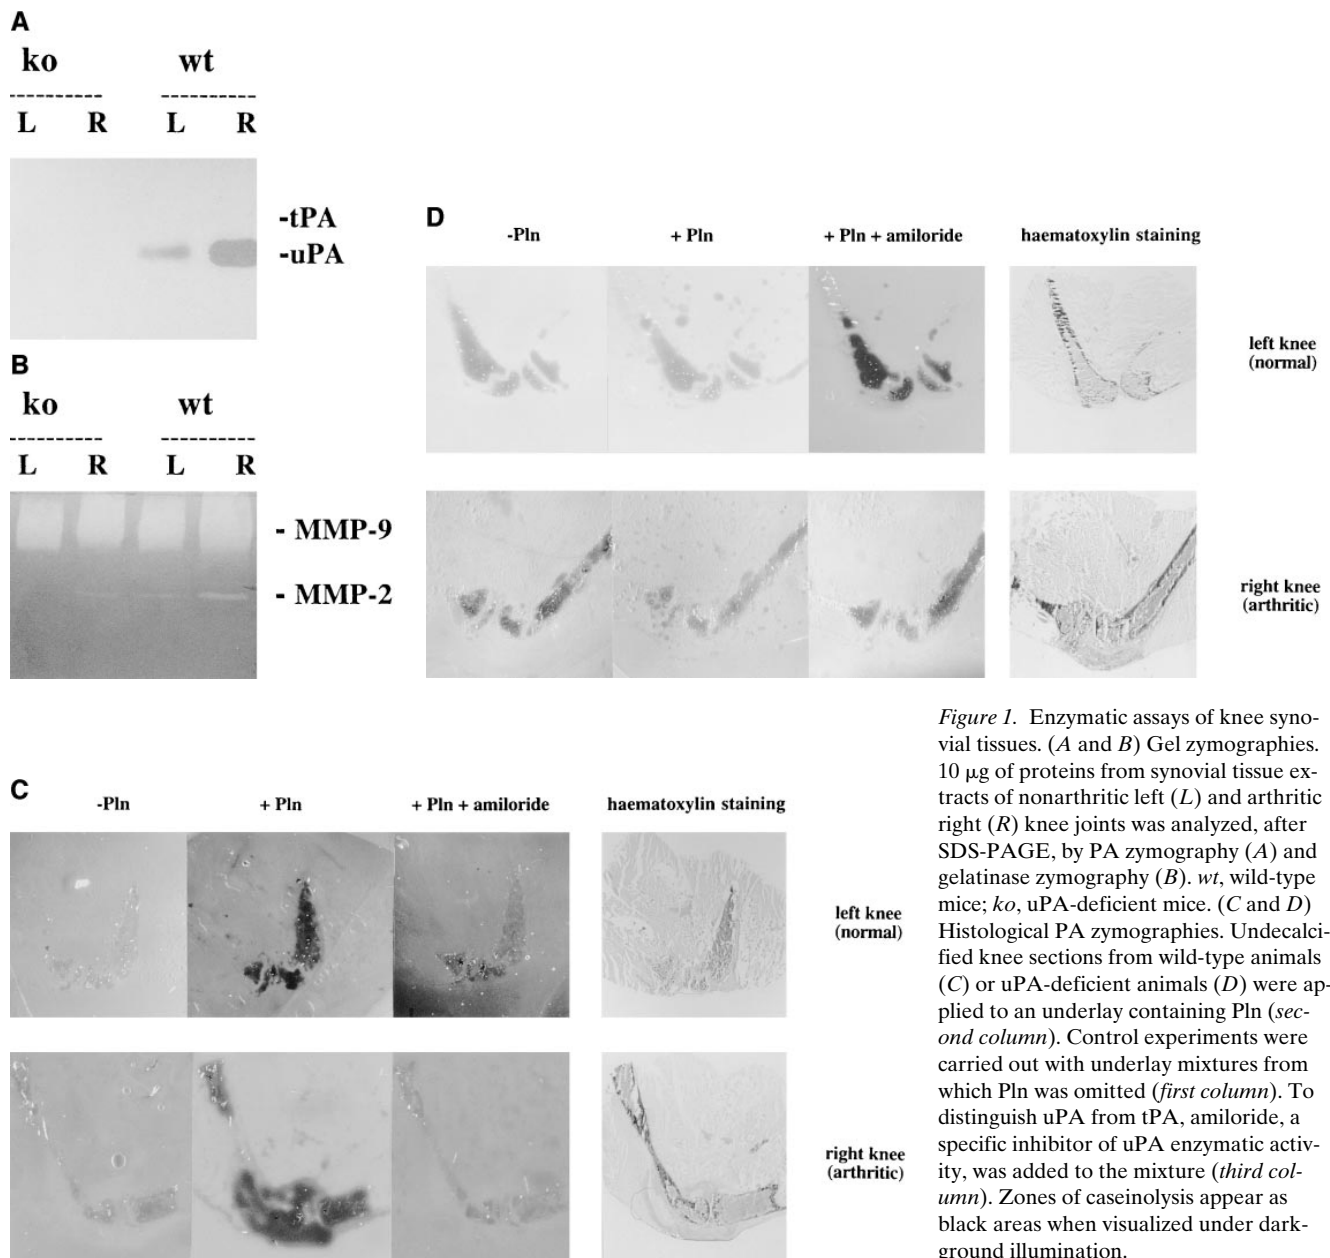 A
ko wt
---------- ----------
L R L R
-tPA
-uPA
B
ko wt
---------- ----------
L R L R
- MMP-9
- MMP-2
D
-Pln + Pln + Pln + amiloride haematoxylin staining
left knee
(normal)
right knee
(arthritic)
C
-Pln + Pln + Pln + amiloride haematoxylin staining
left knee
(normal)
right knee
(arthritic)
Figure 1. Enzymatic assays of knee syno-
vial tissues. (A and B) Gel zymographies.
10 μg of proteins from synovial tissue ex-
tracts of nonarthritic left (L) and arthritic
right (R) knee joints was analyzed, after
SDS-PAGE, by PA zymography (A) and
gelatinase zymography (B). wt, wild-type
mice; ko, uPA-deficient mice. (C and D)
Histological PA zymographies. Undecalci-
fied knee sections from wild-type animals
(C) or uPA-deficient animals (D) were ap-
plied to an underlay containing Pln (sec-
ond column). Control experiments were
carried out with underlay mixtures from
which Pln was omitted (first column). To
distinguish uPA from tPA, amiloride, a
specific inhibitor of uPA enzymatic activ-
ity, was added to the mixture (third col-
umn). Zones of caseinolysis appear as
black areas when visualized under dark-
ground illumination.